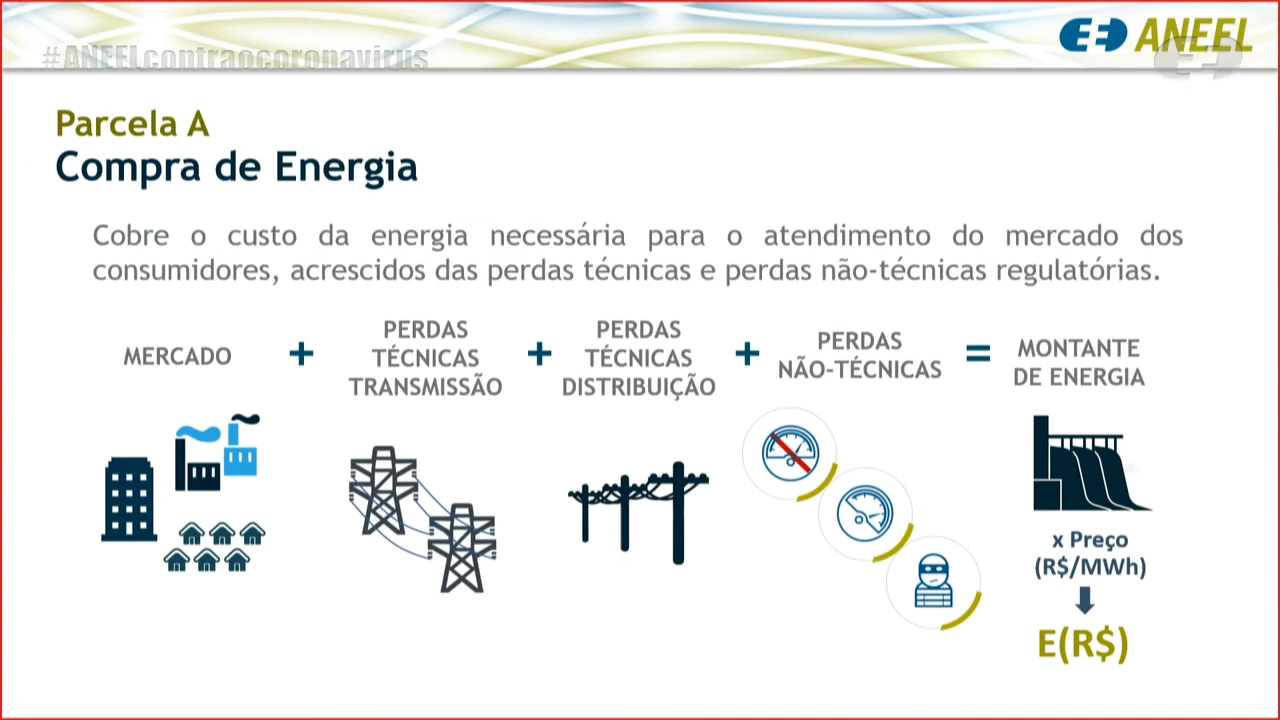 #ANEELcontraocoronavirus
ANEEL
Parcela A
Compra de Energia
Cobre o custo da energia necessária para o atendimento do mercado dos
consumidores, acrescidos das perdas técnicas e perdas não-técnicas regulatórias.
MERCADO
+
PERDAS
TÉCNICAS
TRANSMISSÃO
+
PERDAS
TÉCNICAS
DISTRIBUIÇÃO
+
PERDAS
NÃO-TÉCNICAS
=
MONTANTE
DE ENERGIA
x Preço
(R$/MWh)
E(R$)